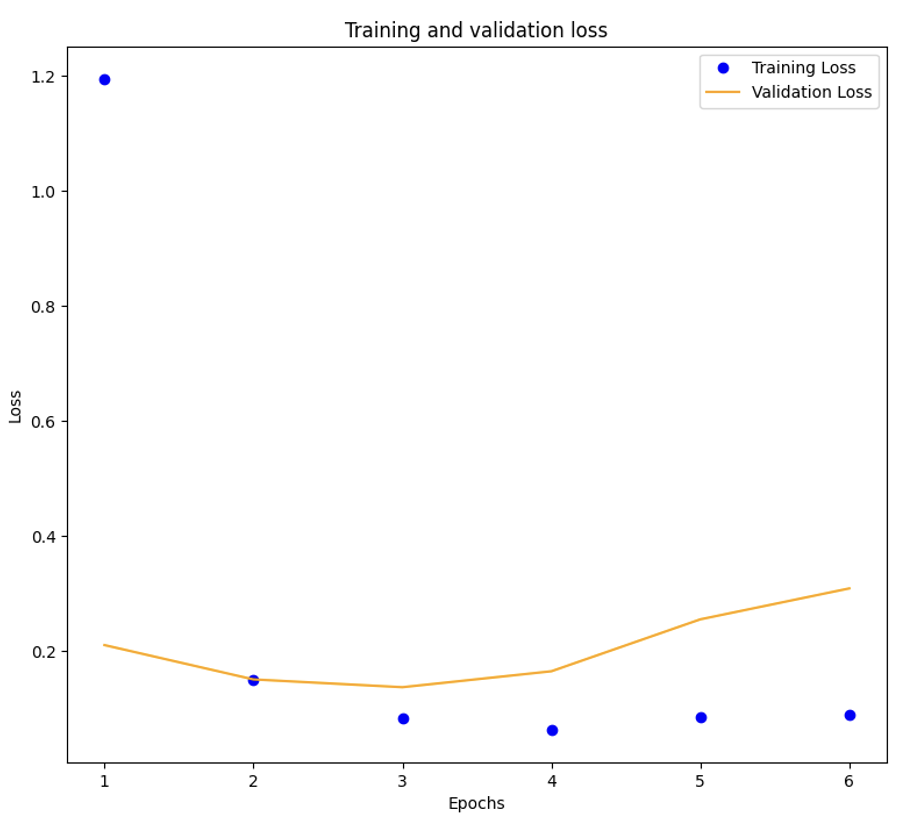 Training and validation loss
Training Loss
Validation Loss
1.2
1.0
0.8
0.6
0.4
0.2
Loss
1 2 3 4 5 6
Epochs